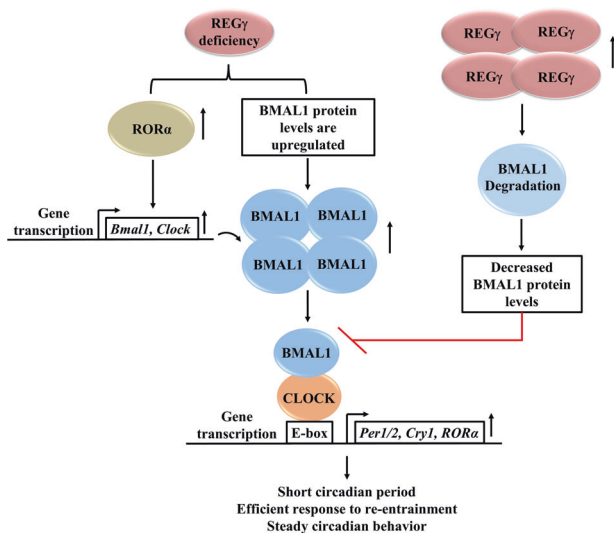 REGγ
deficiency
RORα
BMAL1 protein
levels are
upregulated
Gene
transcription
Bmal1, Clock
BMAL1
BMAL1
BMAL1
BMAL1
REGγ
REGγ
REGγ
REGγ
BMAL1
Degradation
Decreased
BMAL1 protein
levels
BMAL1
CLOCK
Gene
transcription
E-box
Per1/2, Cry1, RORα
Short circadian period
Efficient response to re-entrainment
Steady circadian behavior